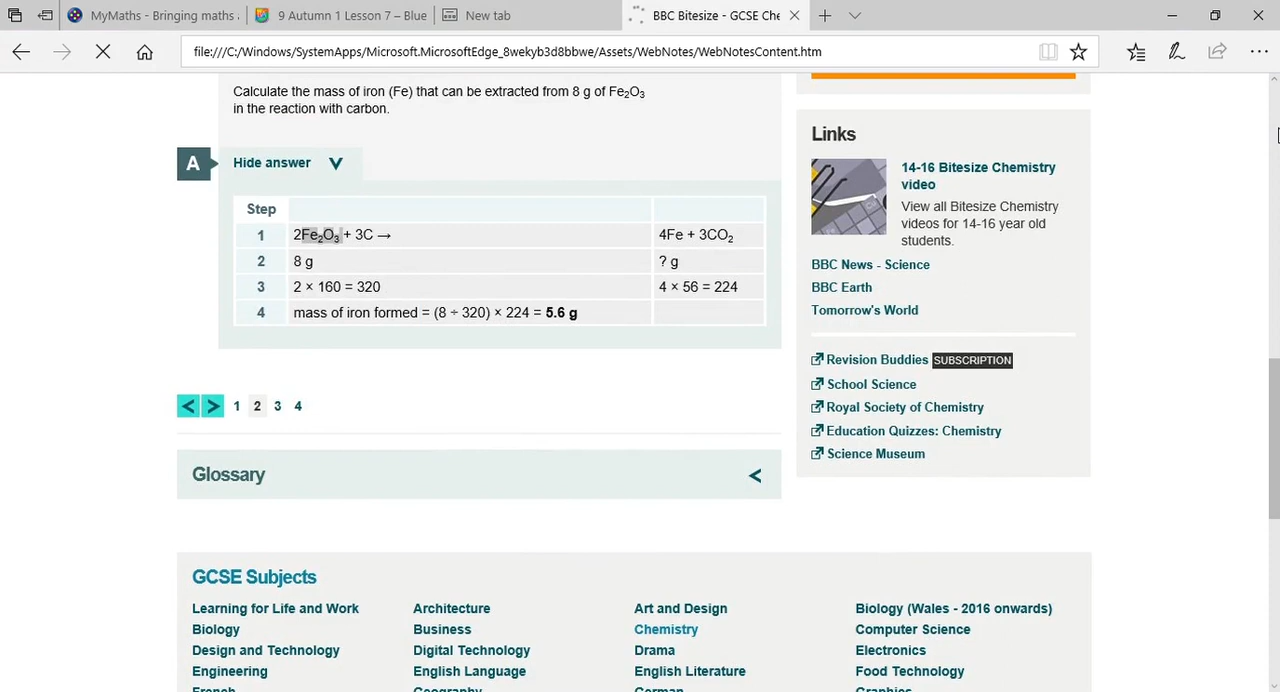 MyMaths - Bringing maths
9 Autumn 1 Lesson 7 – Blue
New tab
BBC Bitesize - GCSE Che
file:///C:/Windows/SystemApps/Microsoft.MicrosoftEdge_8wekyb3d8bbwe/Assets/WebNotes/WebNotesContent.htm
Calculate the mass of iron (Fe) that can be extracted from 8 g of Fe₂O₃
in the reaction with carbon.
A Hide answer
Step
1 2Fe₂O₃ + 3C → 4Fe + 3CO₂
2 8 g ? g
3 2 × 160 = 320 4 × 56 = 224
4 mass of iron formed = (8 ÷ 320) × 224 = 5.6 g
< > 1 2 3 4
Glossary <
Links
14-16 Bitesize Chemistry
video
View all Bitesize Chemistry
videos for 14-16 year old
students.
BBC News - Science
BBC Earth
Tomorrow's World
Revision Buddies SUBSCRIPTION
School Science
Royal Society of Chemistry
Education Quizzes: Chemistry
Science Museum
GCSE Subjects
Learning for Life and Work Architecture Art and Design Biology (Wales - 2016 onwards)
Biology Business Chemistry Computer Science
Design and Technology Digital Technology Drama Electronics
Engineering English Language English Literature Food Technology
French Geography German Graphics